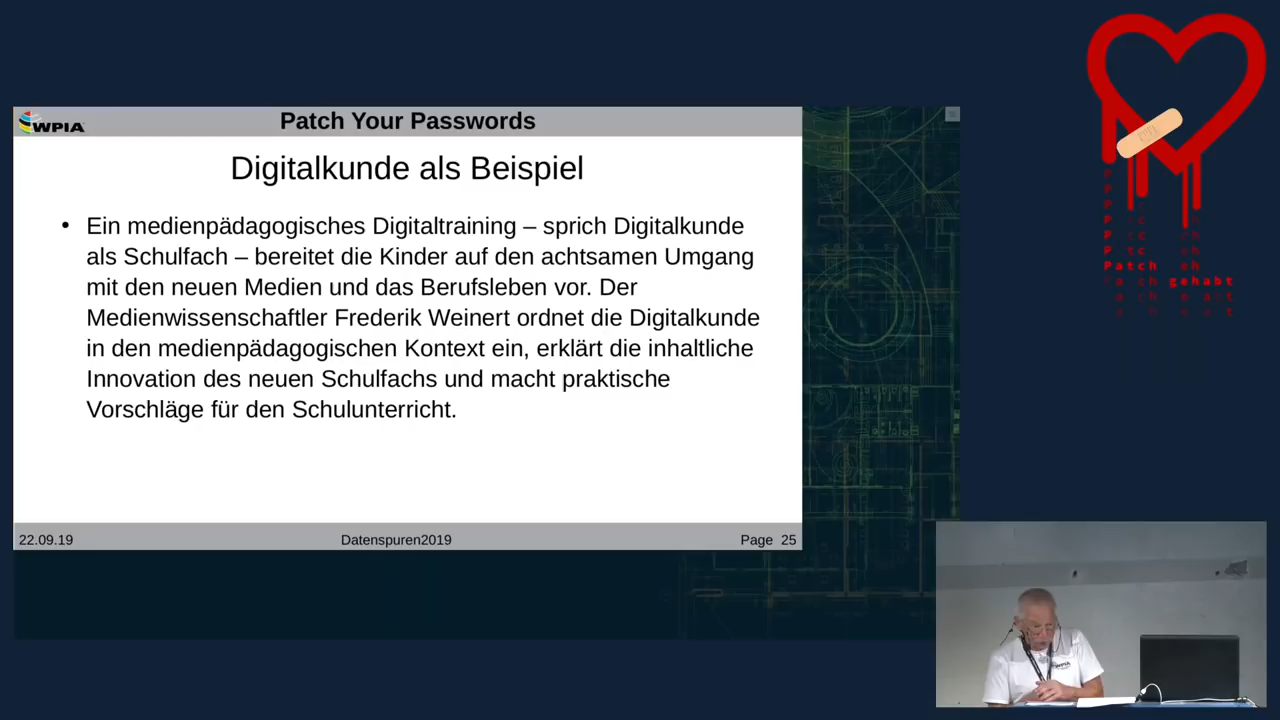 WPIA
Patch Your Passwords
Digitalkunde als Beispiel
• Ein medienpädagogisches Digitaltraining – sprich Digitalkunde
als Schulfach – bereitet die Kinder auf den achtsamen Umgang
mit den neuen Medien und das Berufsleben vor. Der
Medienwissenschaftler Frederik Weinert ordnet die Digitalkunde
in den medienpädagogischen Kontext ein, erklärt die inhaltliche
Innovation des neuen Schulfachs und macht praktische
Vorschläge für den Schulunterricht.
22.09.19
Datenspuren2019
Page 25
Patch
gehabt
WPIA